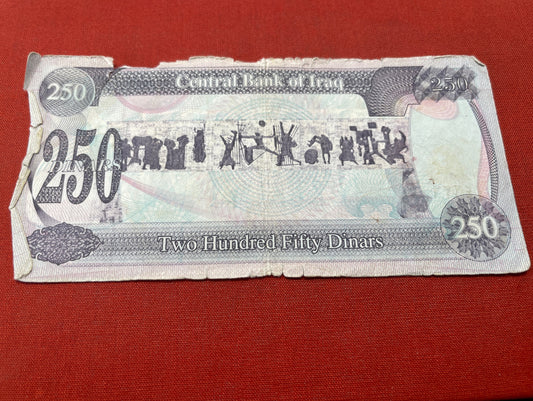 250
Central Bank of Iraq
250
250
DINARS
Two Hundred Fifty Dinars
250